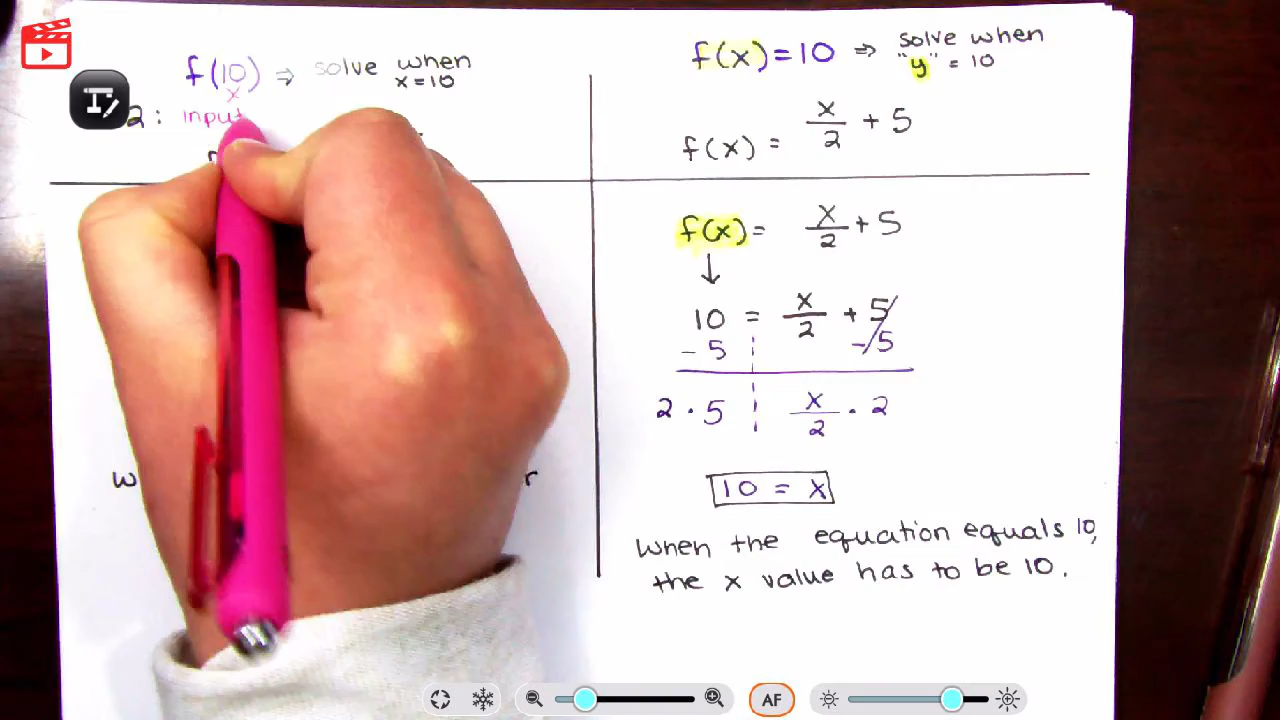 f(10) ⇒ solve when
x = 10
x
2: input
f(x) = 10 ⇒ solve when
"y" = 10
f(x) = x/2 + 5
f(x) = x/2 + 5
↓
10 = x/2 + 5
- 5 - 5
2 · 5 x/2 · 2
10 = x
When the equation equals 10,
the x value has to be 10.
AF